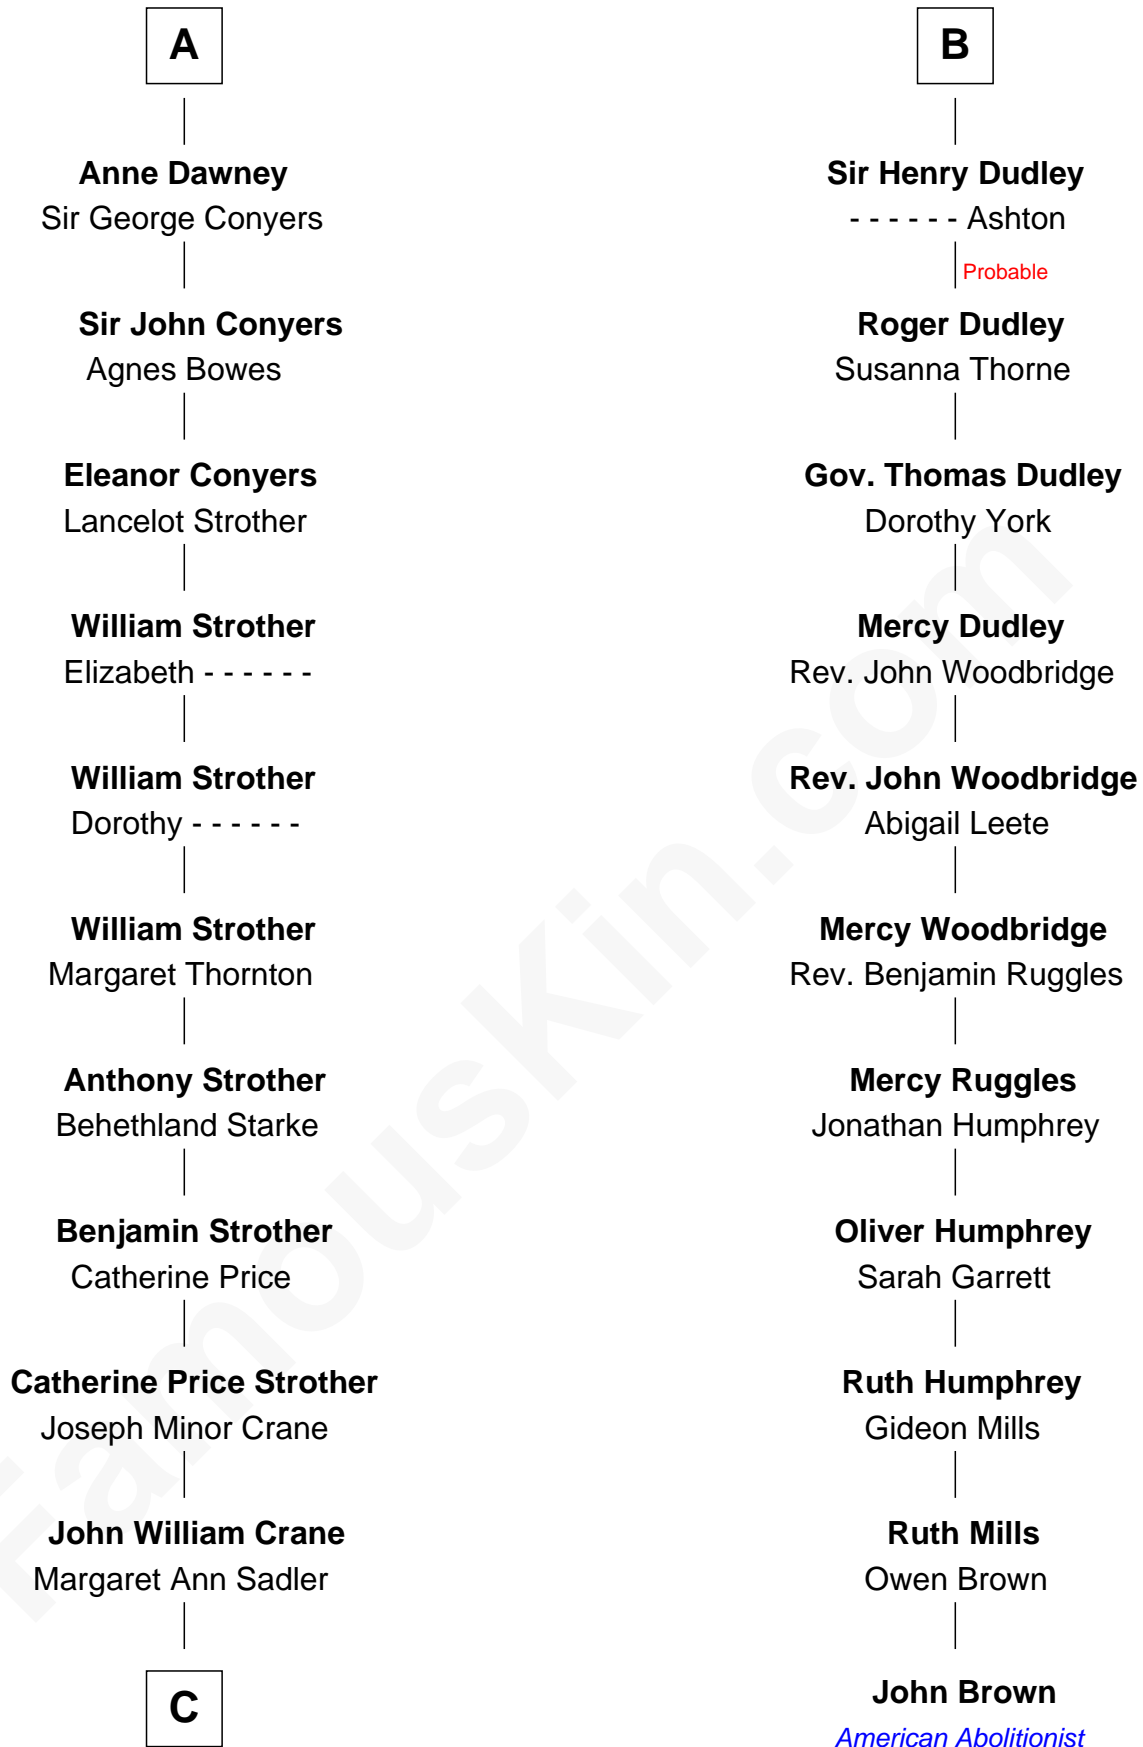 A
Anne Dawney
Sir George Conyers
Sir John Conyers
Agnes Bowes
Eleanor Conyers
Lancelot Strother
William Strother
Elizabeth - - - - - -
William Strother
Dorothy - - - - - -
William Strother
Margaret Thornton
Anthony Strother
Behethland Starke
Benjamin Strother
Catherine Price
Catherine Price Strother
Joseph Minor Crane
John William Crane
Margaret Ann Sadler
C
B
Sir Henry Dudley
- - - - - - Ashton
Probable
Roger Dudley
Susanna Thorne
Gov. Thomas Dudley
Dorothy York
Mercy Dudley
Rev. John Woodbridge
Rev. John Woodbridge
Abigail Leete
Mercy Woodbridge
Rev. Benjamin Ruggles
Mercy Ruggles
Jonathan Humphrey
Oliver Humphrey
Sarah Garrett
Ruth Humphrey
Gideon Mills
Ruth Mills
Owen Brown
John Brown
American Abolitionist
FamousKin.com